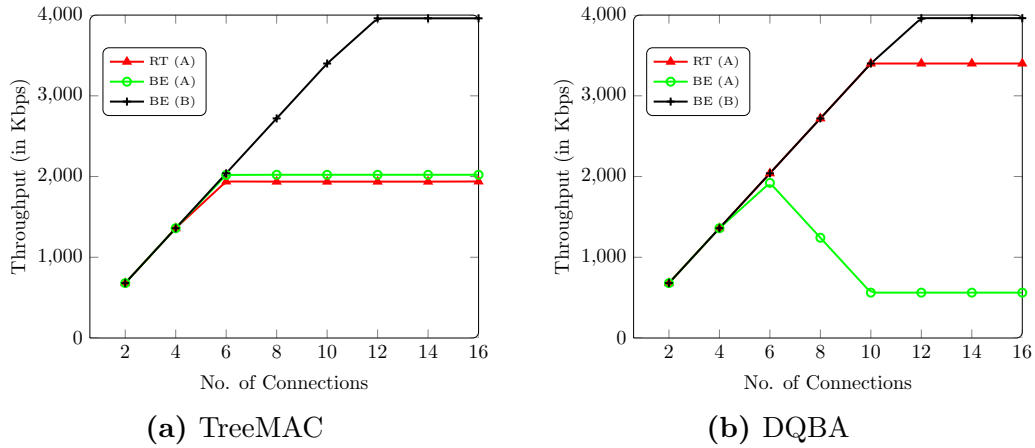 4,000
3,000
2,000
1,000
0
Throughput (in Kbps)
RT (A)
BE (A)
BE (B)
2 4 6 8 10 12 14 16
No. of Connections
(a) TreeMAC
4,000
3,000
2,000
1,000
0
Throughput (in Kbps)
RT (A)
BE (A)
BE (B)
2 4 6 8 10 12 14 16
No. of Connections
(b) DQBA